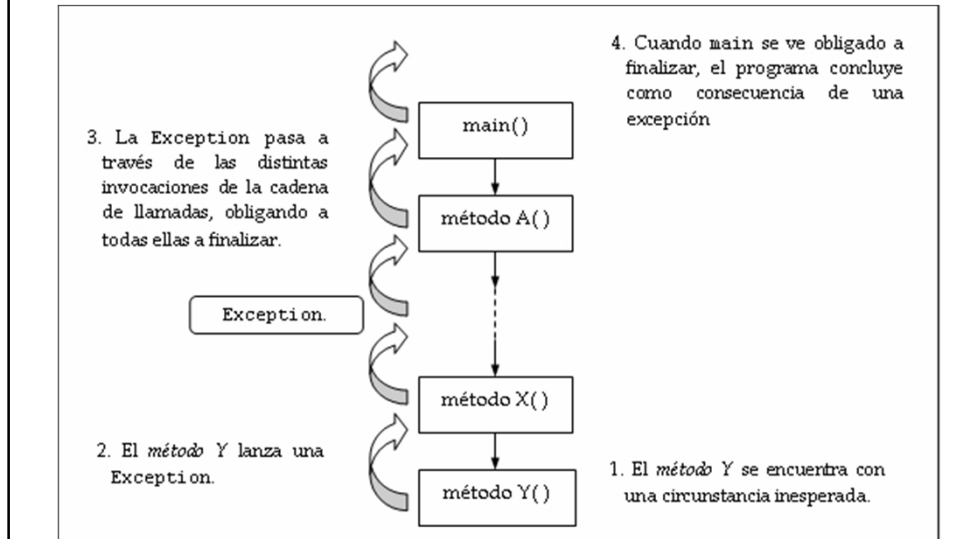 4. Cuando main se ve obligado a
finalizar, el programa concluye
como consecuencia de una
excepción
main()
3. La Exception pasa a
través de las distintas
invocaciones de la cadena
de llamadas, obligando a
todas ellas a finalizar.
método A()
Exception.
método X()
2. El método Y lanza una
Exception.
método Y()
1. El método Y se encuentra con
una circunstancia inesperada.